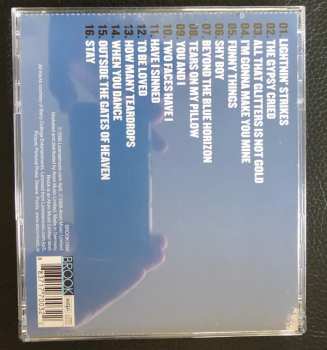 01. LIGHTNIN' STRIKES
02. THE GYPSY CRIED
03. ALL THAT GLITTERS IS NOT GOLD
04. I'M GONNA MAKE YOU MINE
05. FUNNY THINGS
06. SHY BOY
07. BEYOND THE BLUE HORIZON
08. TEARS ON MY PILLOW
09. YOU AND I
10. TWO FACES HAVE I
11. HAVE I SINNED
12. TO BE LOVED
13. HOW MANY TEARDROPS
14. WHEN YOU DANCE
15. OUTSIDE THE GATES OF HEAVEN
16. STAY
BROOK